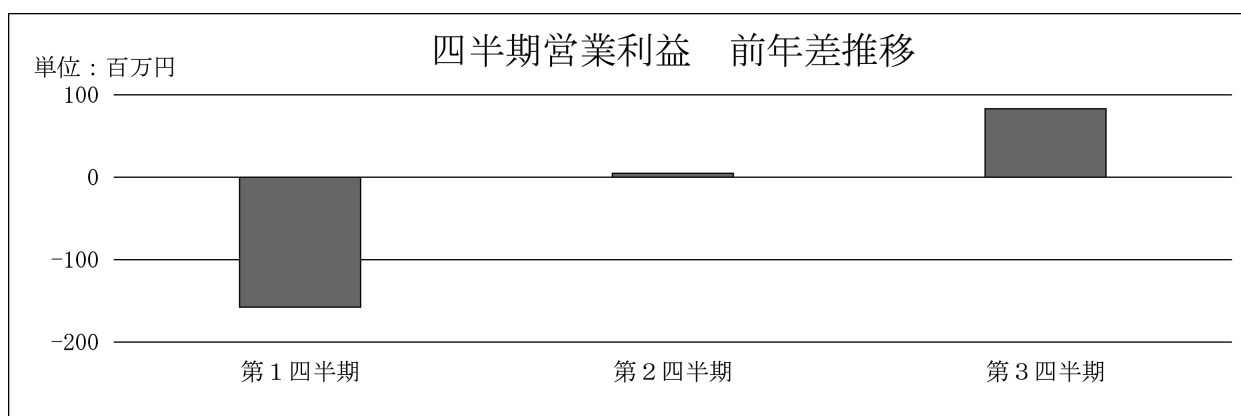 四半期営業利益　前年差推移
単位：百万円
100
0
-100
-200
第１四半期
第２四半期
第３四半期